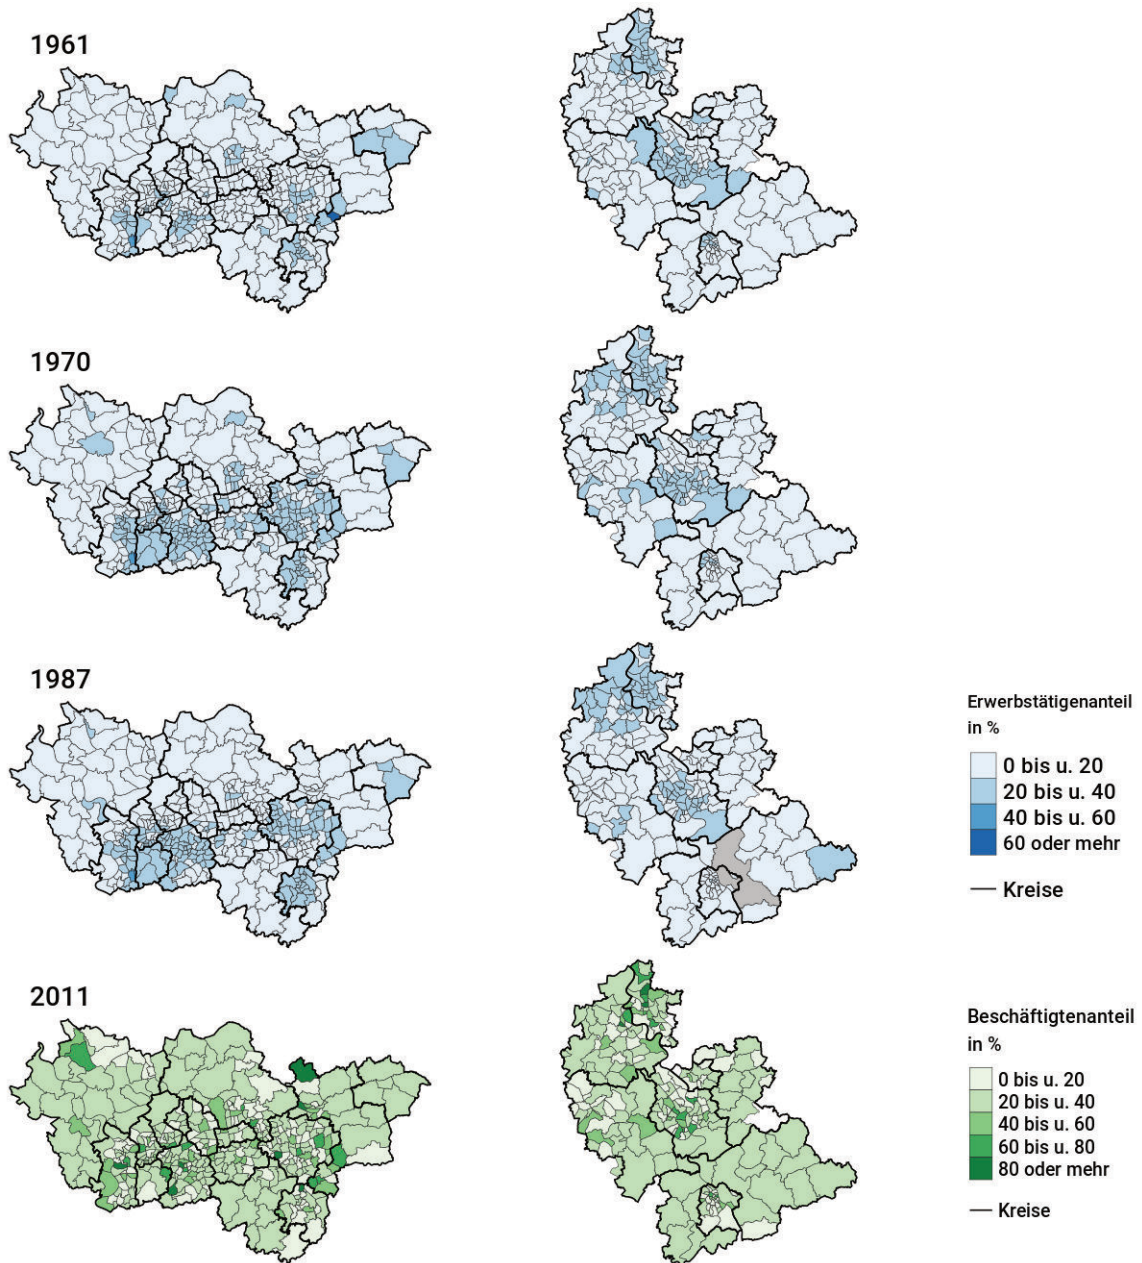 1961
1970
1987
Erwerbstätigenanteil
in %
0 bis u. 20
20 bis u. 40
40 bis u. 60
60 oder mehr
Kreise
2011
Beschäftigtenanteil
in %
0 bis u. 20
20 bis u. 40
40 bis u. 60
60 bis u. 80
80 oder mehr
Kreise